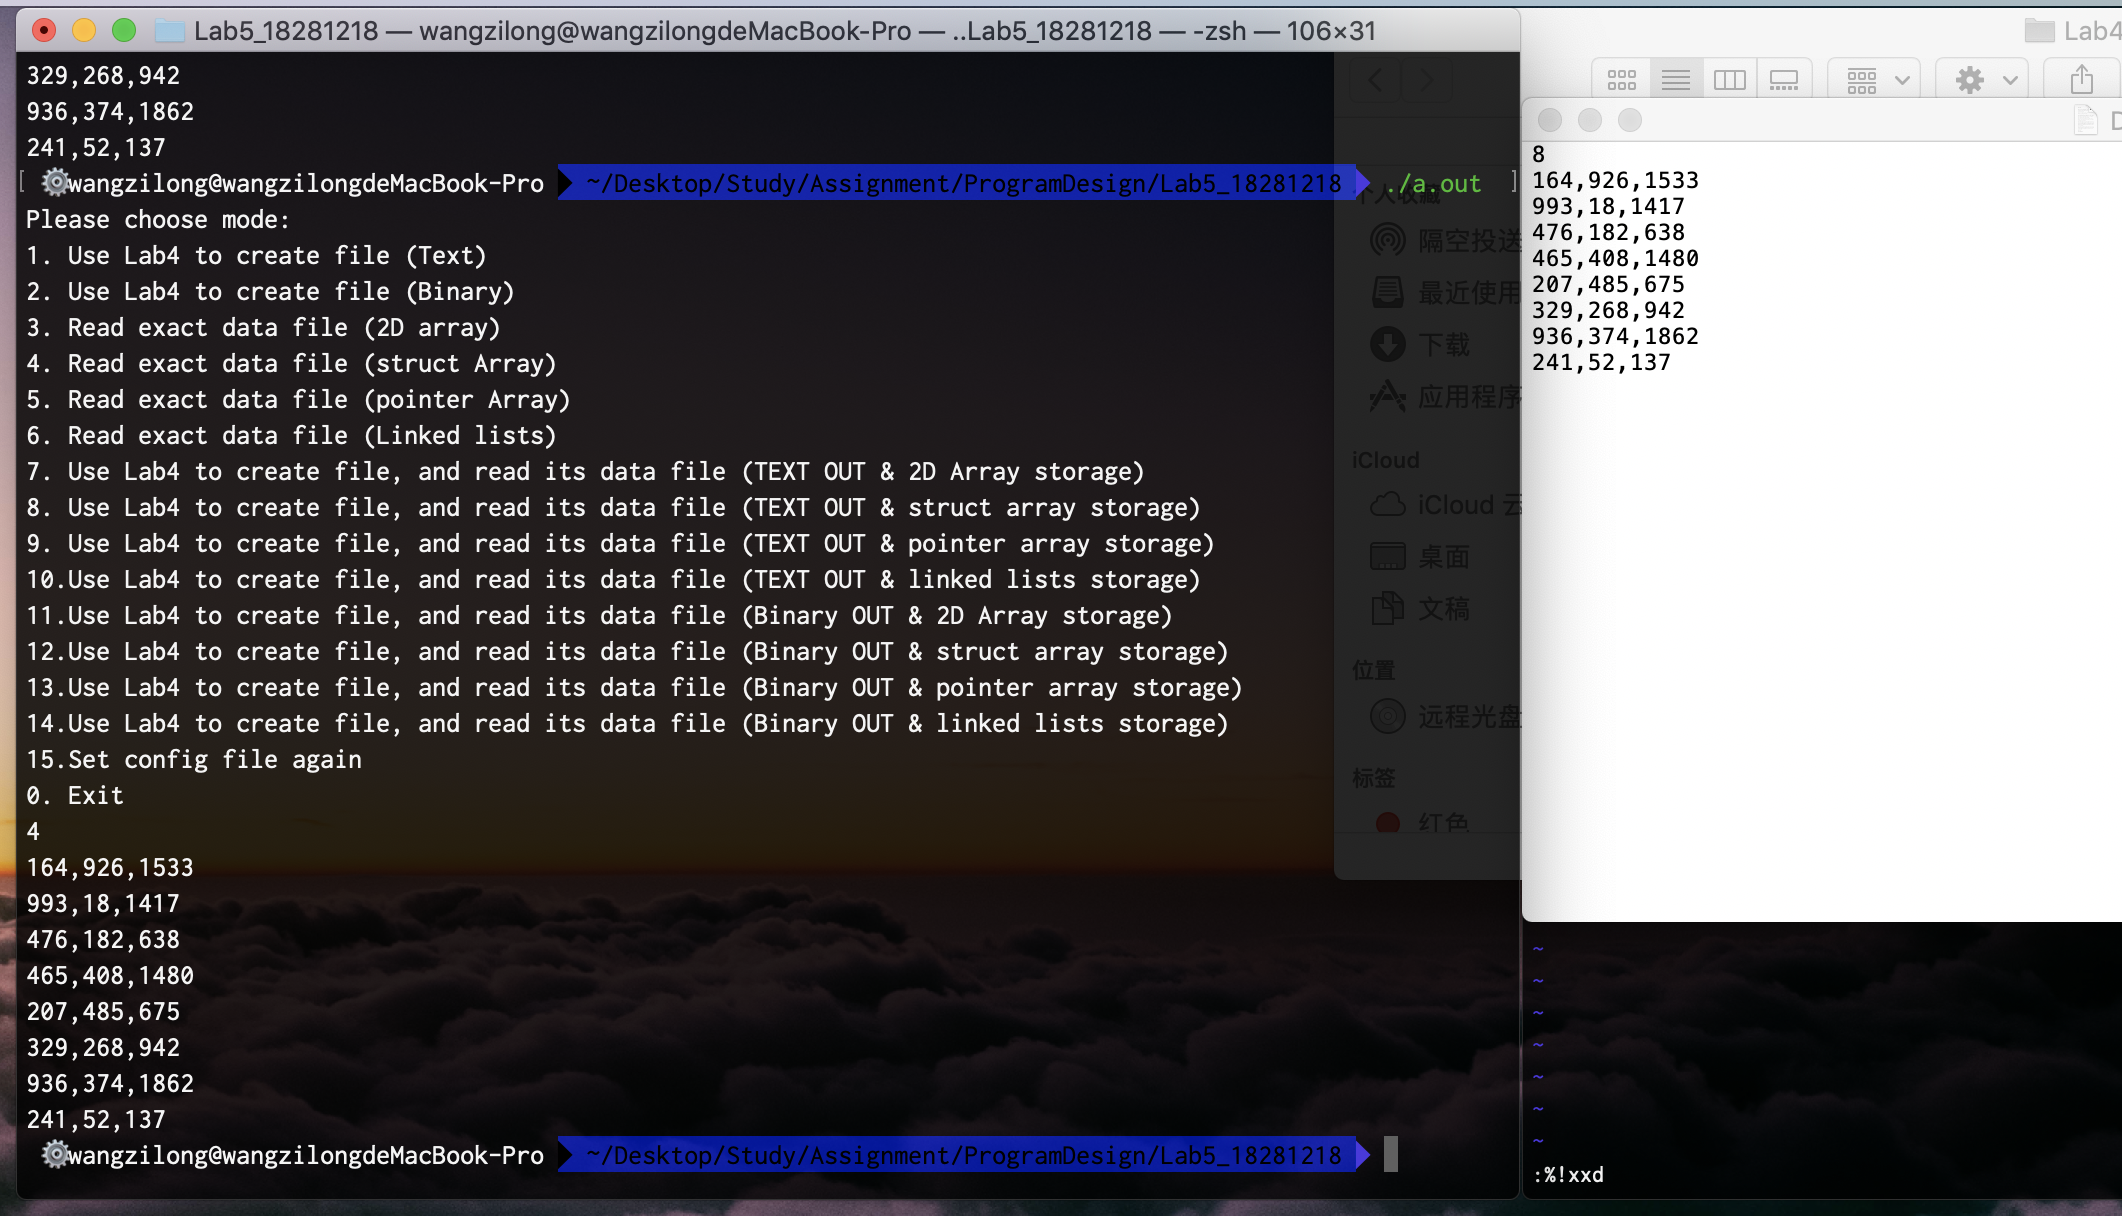 Lab5_18281218 — wangzilong@wangzilongdeMacBook-Pro — ..Lab5_18281218 — -zsh — 106×31
329,268,942
936,374,1862
241,52,137
[ wangzilong@wangzilongdeMacBook-Pro ~/Desktop/Study/Assignment/ProgramDesign/Lab5_18281218 ./a.out ]
Please choose mode:
1. Use Lab4 to create file (Text)
2. Use Lab4 to create file (Binary)
3. Read exact data file (2D array)
4. Read exact data file (struct Array)
5. Read exact data file (pointer Array)
6. Read exact data file (Linked lists)
7. Use Lab4 to create file, and read its data file (TEXT OUT & 2D Array storage)
8. Use Lab4 to create file, and read its data file (TEXT OUT & struct array storage)
9. Use Lab4 to create file, and read its data file (TEXT OUT & pointer array storage)
10.Use Lab4 to create file, and read its data file (TEXT OUT & linked lists storage)
11.Use Lab4 to create file, and read its data file (Binary OUT & 2D Array storage)
12.Use Lab4 to create file, and read its data file (Binary OUT & struct array storage)
13.Use Lab4 to create file, and read its data file (Binary OUT & pointer array storage)
14.Use Lab4 to create file, and read its data file (Binary OUT & linked lists storage)
15.Set config file again
0. Exit
4
164,926,1533
993,18,1417
476,182,638
465,408,1480
207,485,675
329,268,942
936,374,1862
241,52,137
wangzilong@wangzilongdeMacBook-Pro ~/Desktop/Study/Assignment/ProgramDesign/Lab5_18281218
个人收藏
隔空投送
最近使用
下载
应用程序
iCloud
iCloud 云
桌面
文稿
位置
远程光盘
标签
红色
Lab4
8
164,926,1533
993,18,1417
476,182,638
465,408,1480
207,485,675
329,268,942
936,374,1862
241,52,137
~
~
~
~
~
~
~
:%!xxd